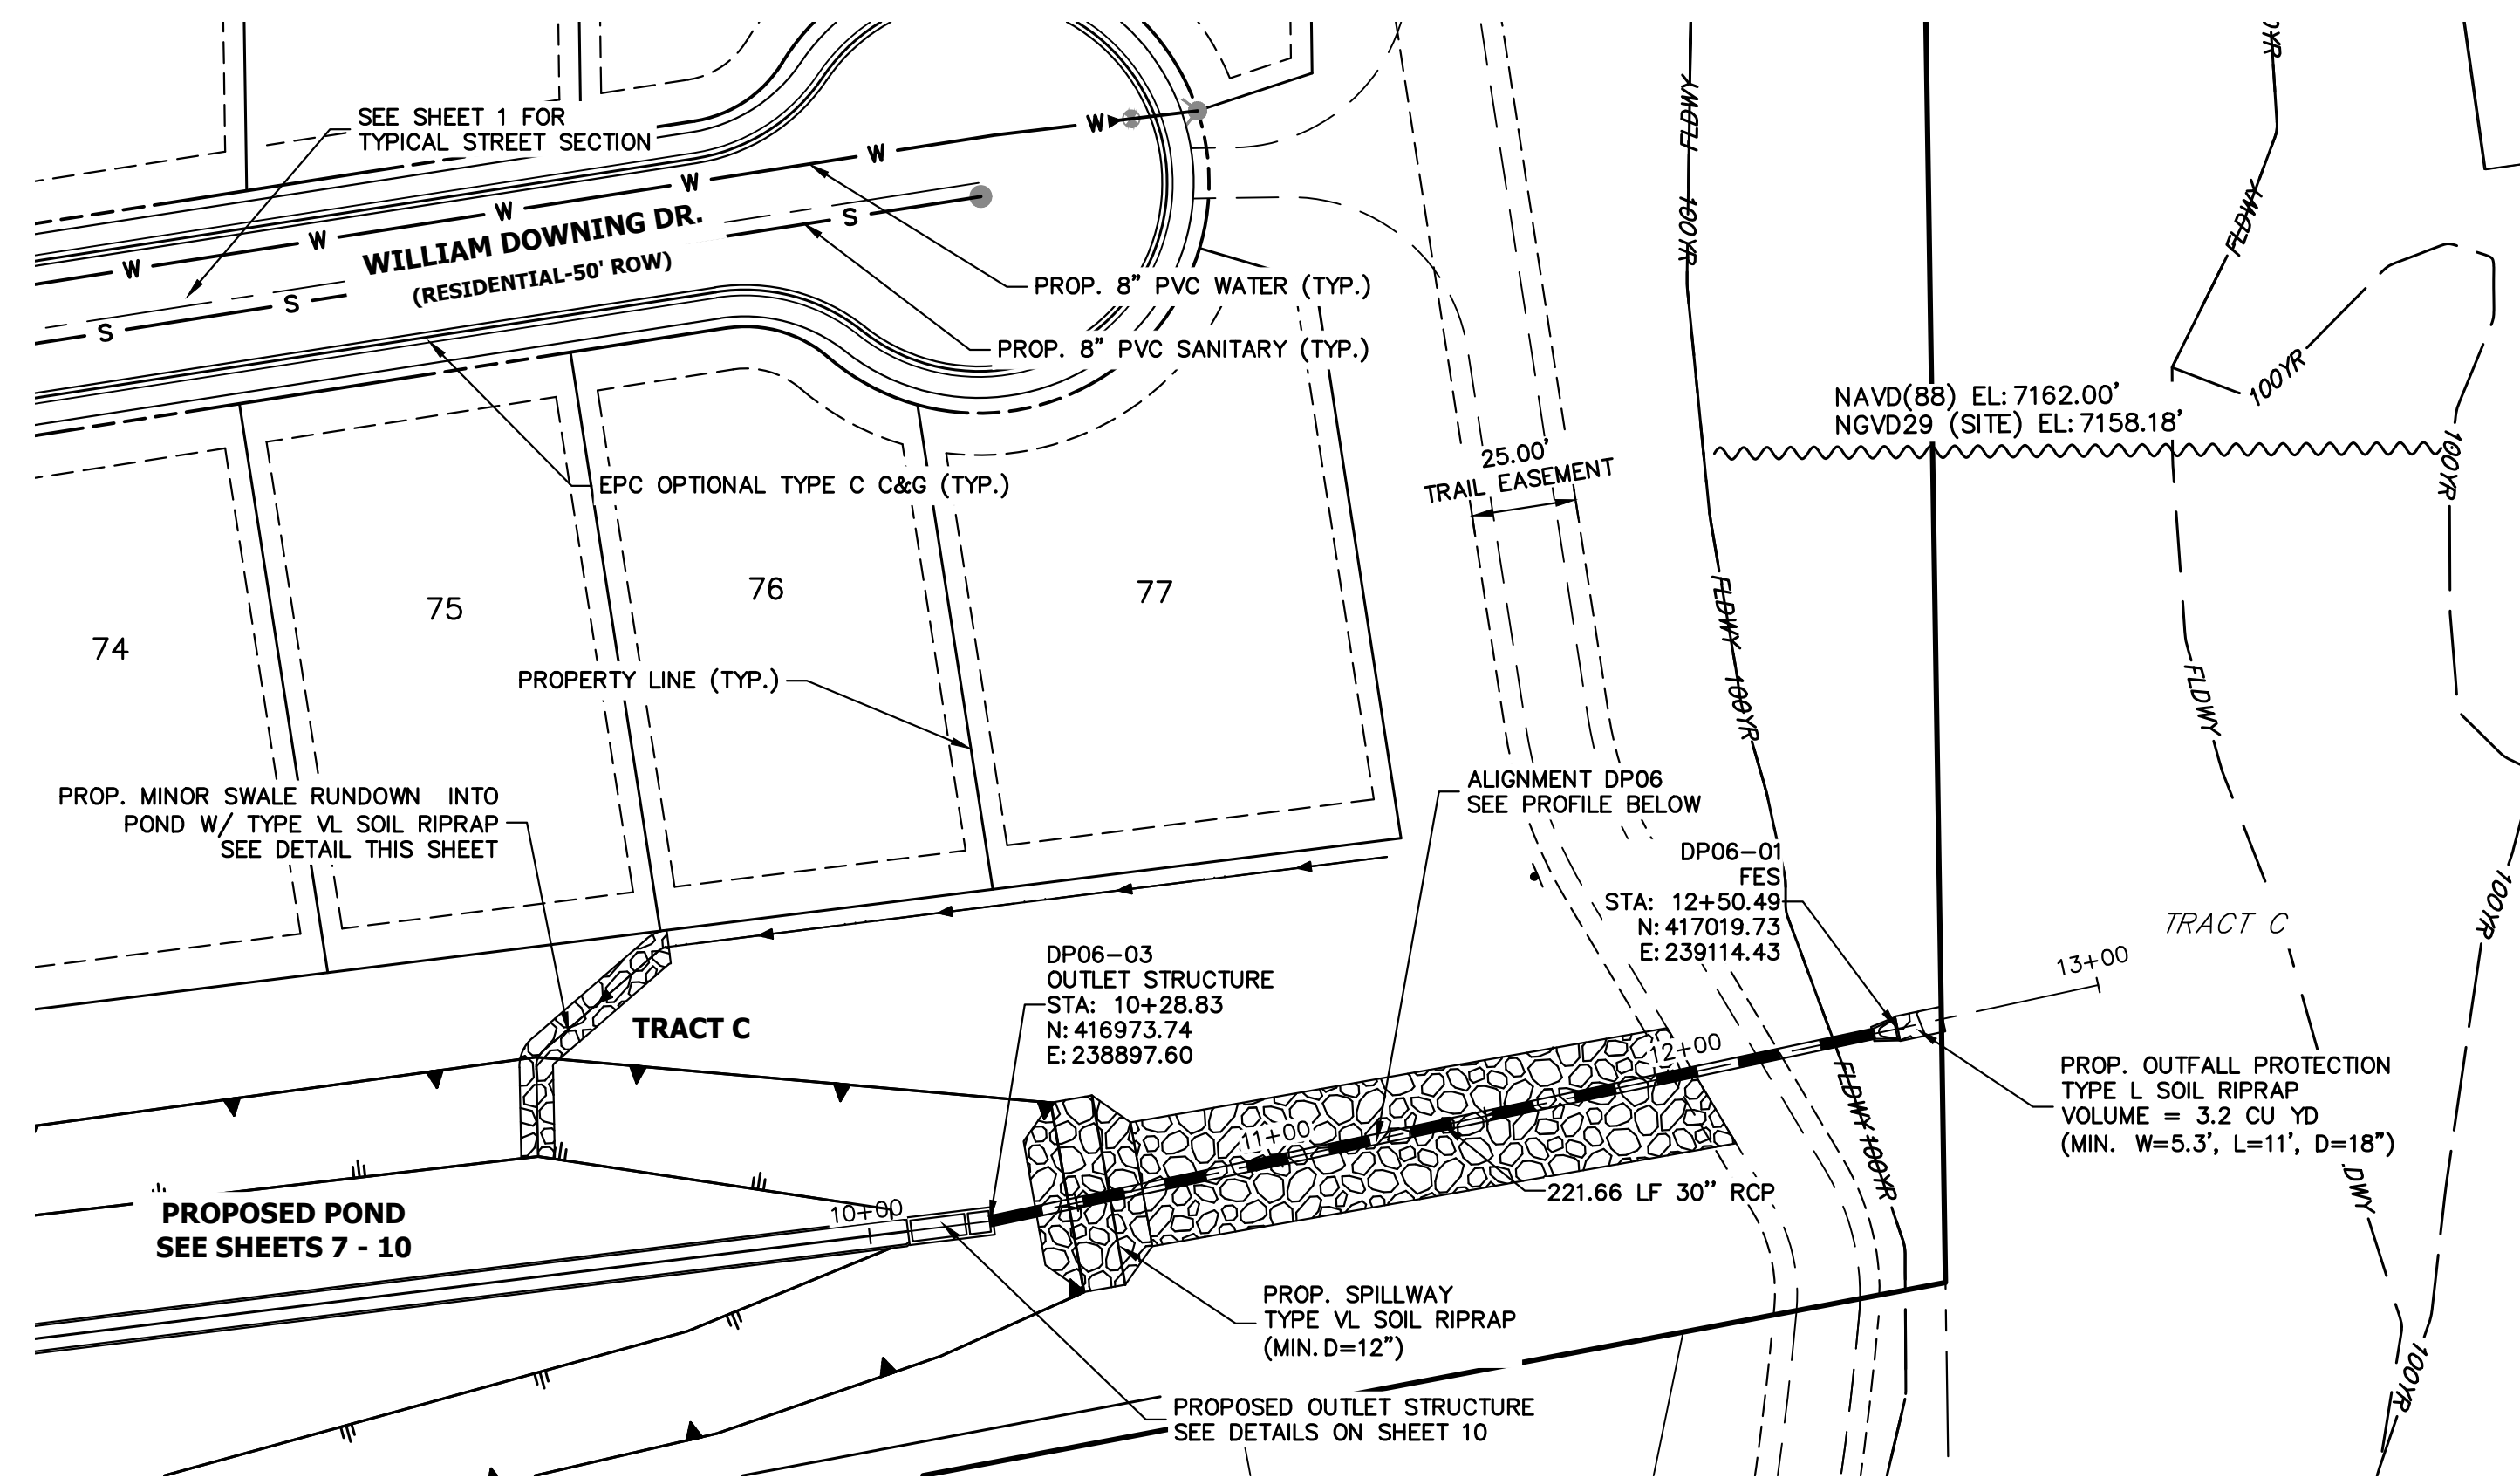 SEE SHEET 1 FOR
TYPICAL STREET SECTION
W
W
W
W
W
W
WILLIAM DOWNING DR.
(RESIDENTIAL-50' ROW)
S
S
S
PROP. 8" PVC WATER (TYP.)
PROP. 8" PVC SANITARY (TYP.)
EPC OPTIONAL TYPE C C&G (TYP.)
FLDWY
100YR
FLDWY
100YR
NAVD(88) EL: 7162.00'
NGVD29 (SITE) EL: 7158.18'
100YR
25.00'
TRAIL EASEMENT
74
75
76
77
FLDWY
100YR
FLDWY
PROPERTY LINE (TYP.)
PROP. MINOR SWALE RUNDOWN INTO
POND W/ TYPE VL SOIL RIPRAP
SEE DETAIL THIS SHEET
ALIGNMENT DP06
SEE PROFILE BELOW
DP06-01
FES
STA: 12+50.49
N: 417019.73
E: 239114.43
100YR
TRACT C
13+00
DP06-03
OUTLET STRUCTURE
STA: 10+28.83
N: 416973.74
E: 238897.60
TRACT C
12+00
11+00
10+00
FLDWY
100YR
PROP. OUTFALL PROTECTION
TYPE L SOIL RIPRAP
VOLUME = 3.2 CU YD
(MIN. W=5.3', L=11', D=18")
DWY
221.66 LF 30" RCP
PROPOSED POND
SEE SHEETS 7 - 10
PROP. SPILLWAY
TYPE VL SOIL RIPRAP
(MIN. D=12")
100YR
PROPOSED OUTLET STRUCTURE
SEE DETAILS ON SHEET 10